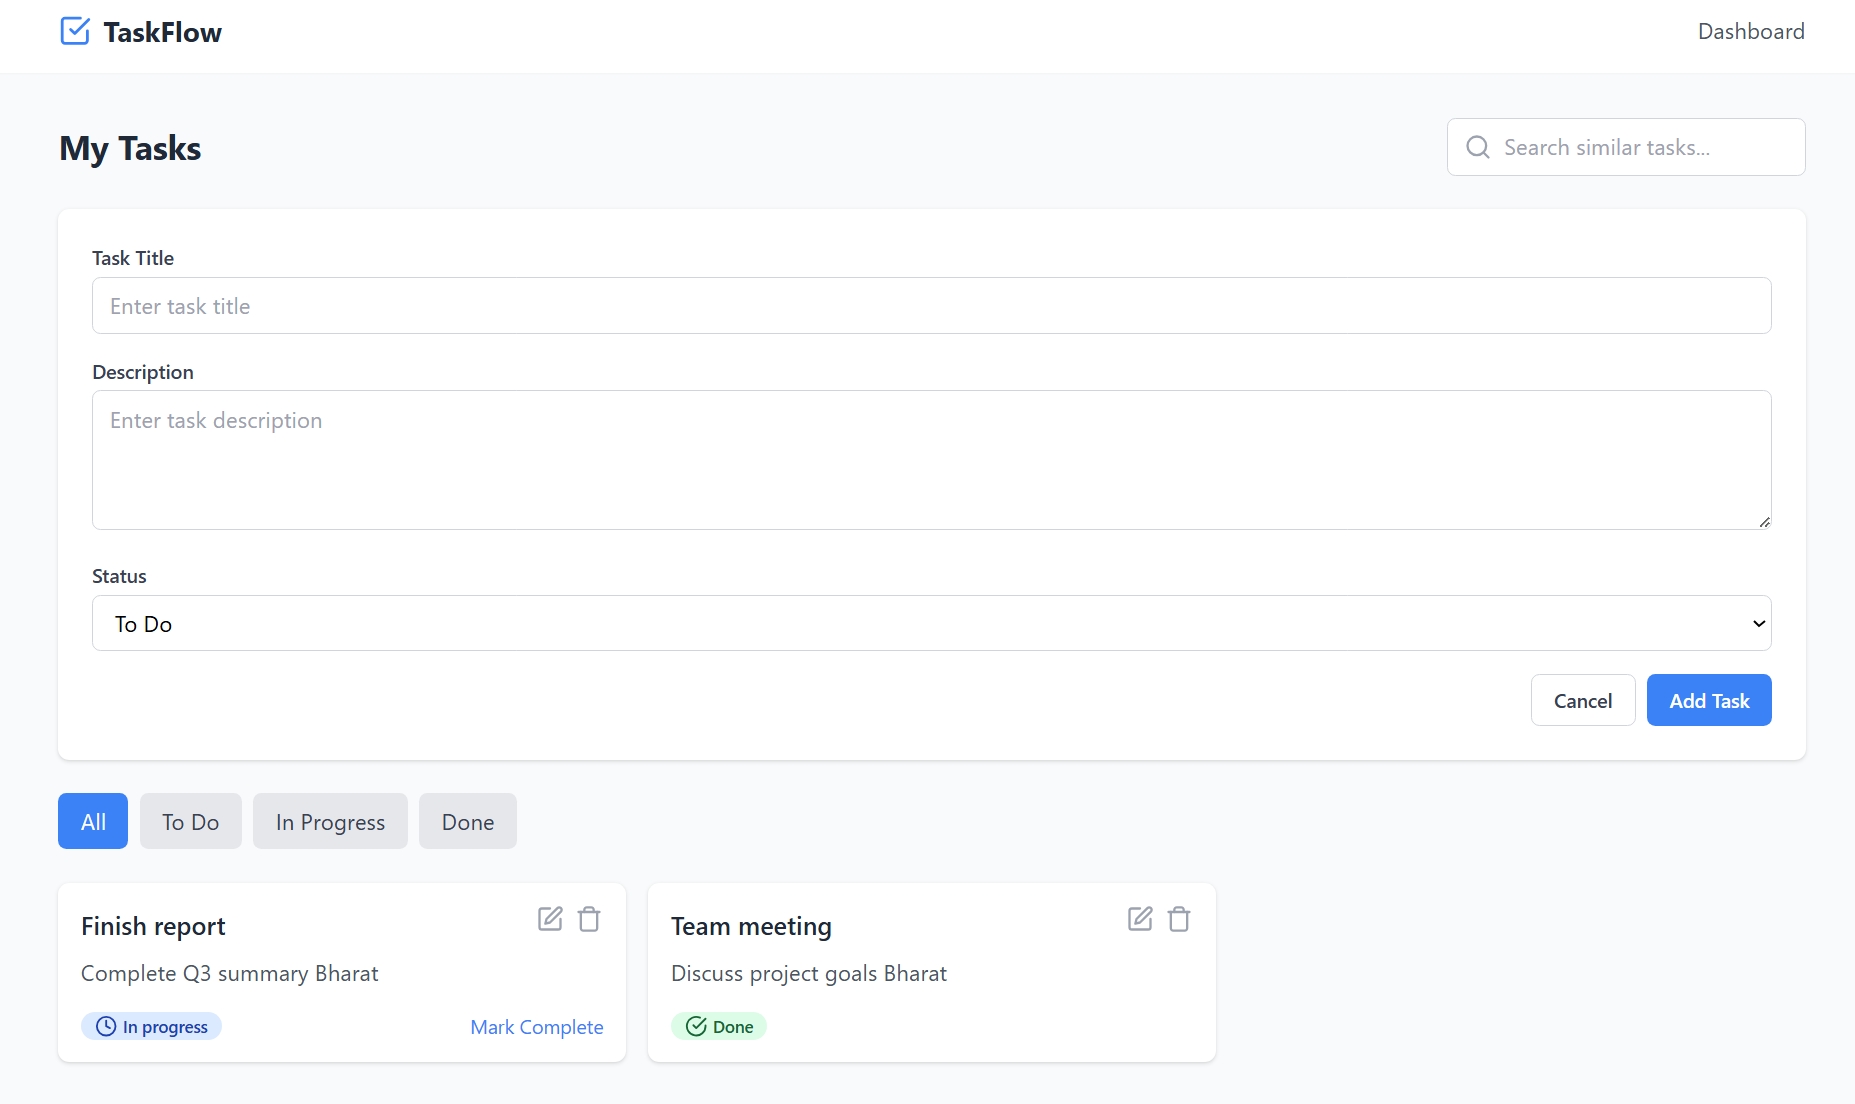 TaskFlow
Dashboard
My Tasks
Search similar tasks...
Task Title
Enter task title
Description
Enter task description
Status
To Do
Cancel
Add Task
All
To Do
In Progress
Done
Finish report
Complete Q3 summary Bharat
In progress
Mark Complete
Team meeting
Discuss project goals Bharat
Done